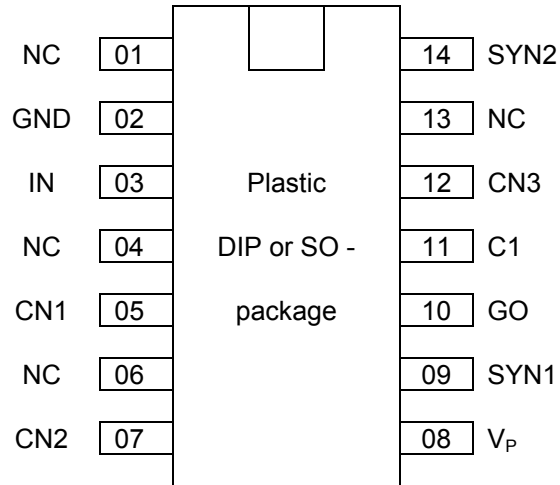 NC 01 14 SYN2
GND 02 13 NC
IN 03 Plastic 12 CN3
NC 04 DIP or SO - 11 C1
CN1 05 package 10 GO
NC 06 09 SYN1
CN2 07 08 VP